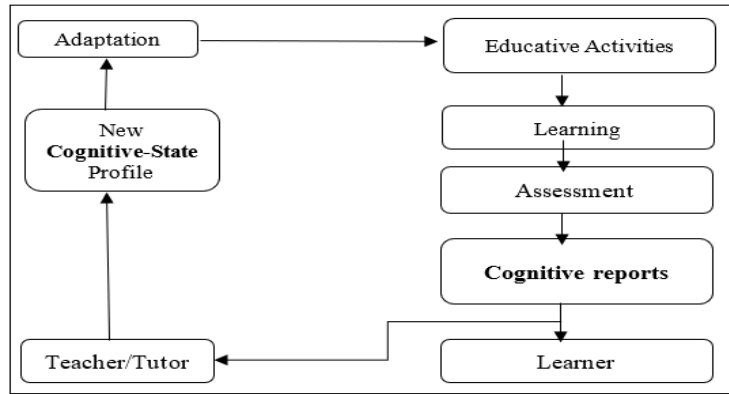 Adaptation
Educative Activities
New
Cognitive-State
Profile
Learning
Assessment
Cognitive reports
Teacher/Tutor
Learner